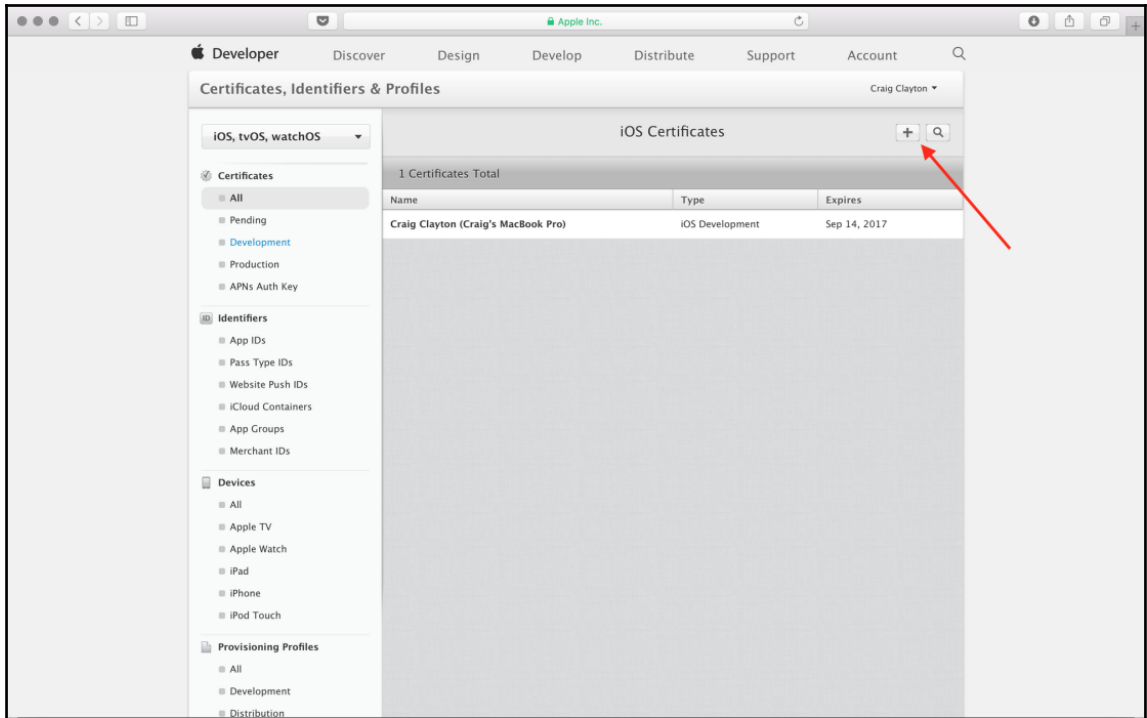 Apple Inc.
Developer Discover Design Develop Distribute Support Account
Certificates, Identifiers & Profiles Craig Clayton
iOS, tvOS, watchOS
Certificates
All
Pending
Development
Production
APNs Auth Key
ID Identifiers
App IDs
Pass Type IDs
Website Push IDs
iCloud Containers
App Groups
Merchant IDs
Devices
All
Apple TV
Apple Watch
iPad
iPhone
iPod Touch
Provisioning Profiles
All
Development
Distribution
iOS Certificates
1 Certificates Total
Name Type Expires
Craig Clayton (Craig's MacBook Pro) iOS Development Sep 14, 2017